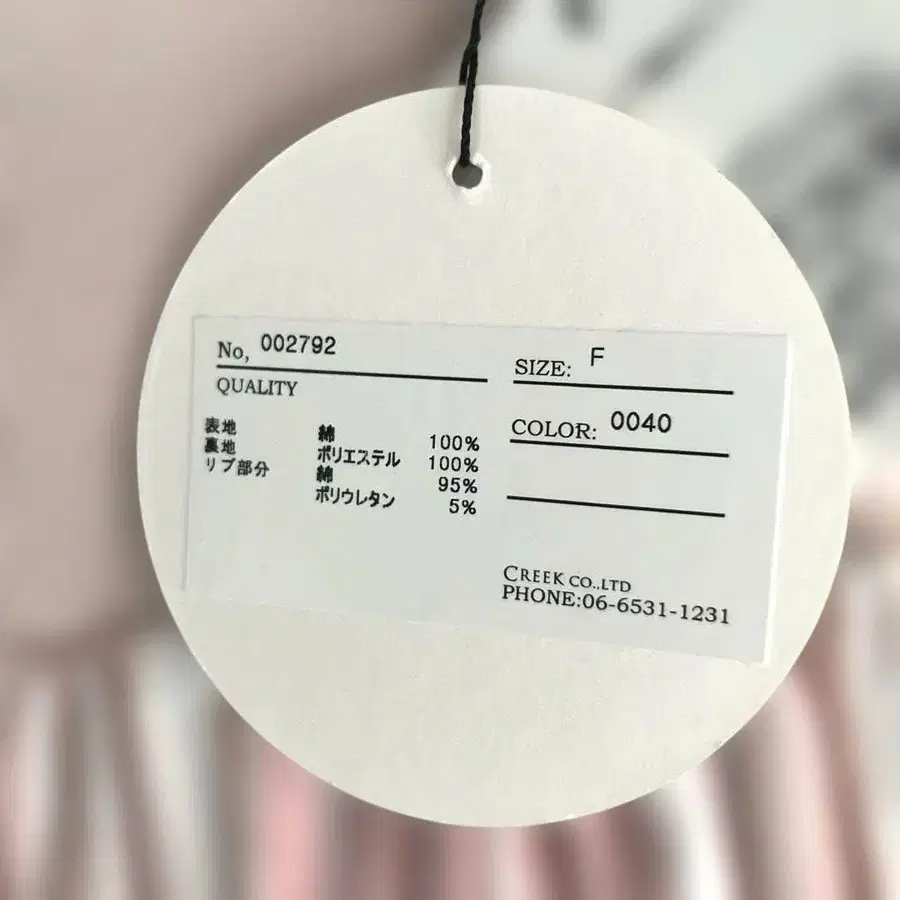 No, 002792
SIZE: F
QUALITY
COLOR: 0040
表地 綿 100%
裏地 ポリエステル 100%
リブ部分 綿 95%
ポリウレタン 5%
CREEK CO.,LTD
PHONE:06-6531-1231